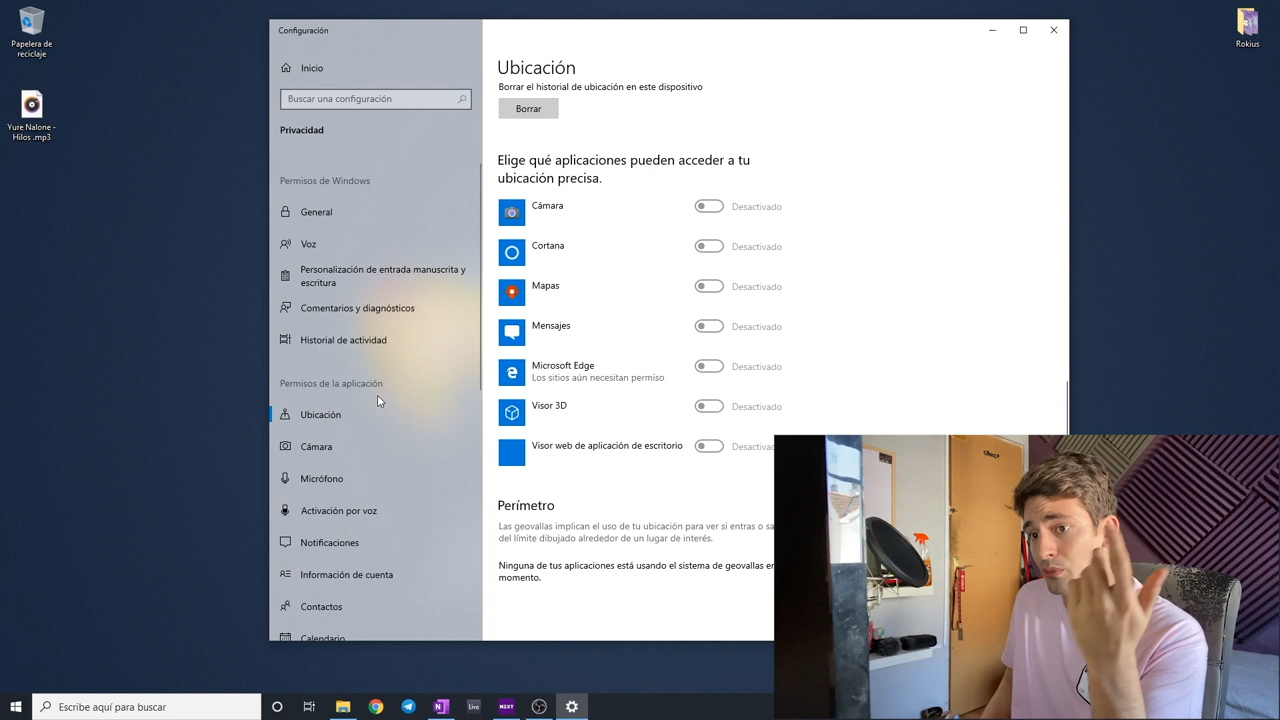 Papelera de
reciclaje
Yure Nalone -
Hilos .mp3
Rokius
Configuración
Inicio
Buscar una configuración
Privacidad
Permisos de Windows
General
Voz
Personalización de entrada manuscrita y
escritura
Comentarios y diagnósticos
Historial de actividad
Permisos de la aplicación
Ubicación
Cámara
Micrófono
Activación por voz
Notificaciones
Información de cuenta
Contactos
Calendario
Ubicación
Borrar el historial de ubicación en este dispositivo
Borrar
Elige qué aplicaciones pueden acceder a tu
ubicación precisa.
Cámara Desactivado
Cortana Desactivado
Mapas Desactivado
Mensajes Desactivado
Microsoft Edge Desactivado
Los sitios aún necesitan permiso
Visor 3D Desactivado
Visor web de aplicación de escritorio
Perímetro
Las geovallas implican el uso de tu ubicación para ver si entras o
del límite dibujado alrededor de un lugar de interés.
Ninguna de tus aplicaciones está usando el sistema de geovallas
momento.
Escribe aquí para buscar
Live
NZXT